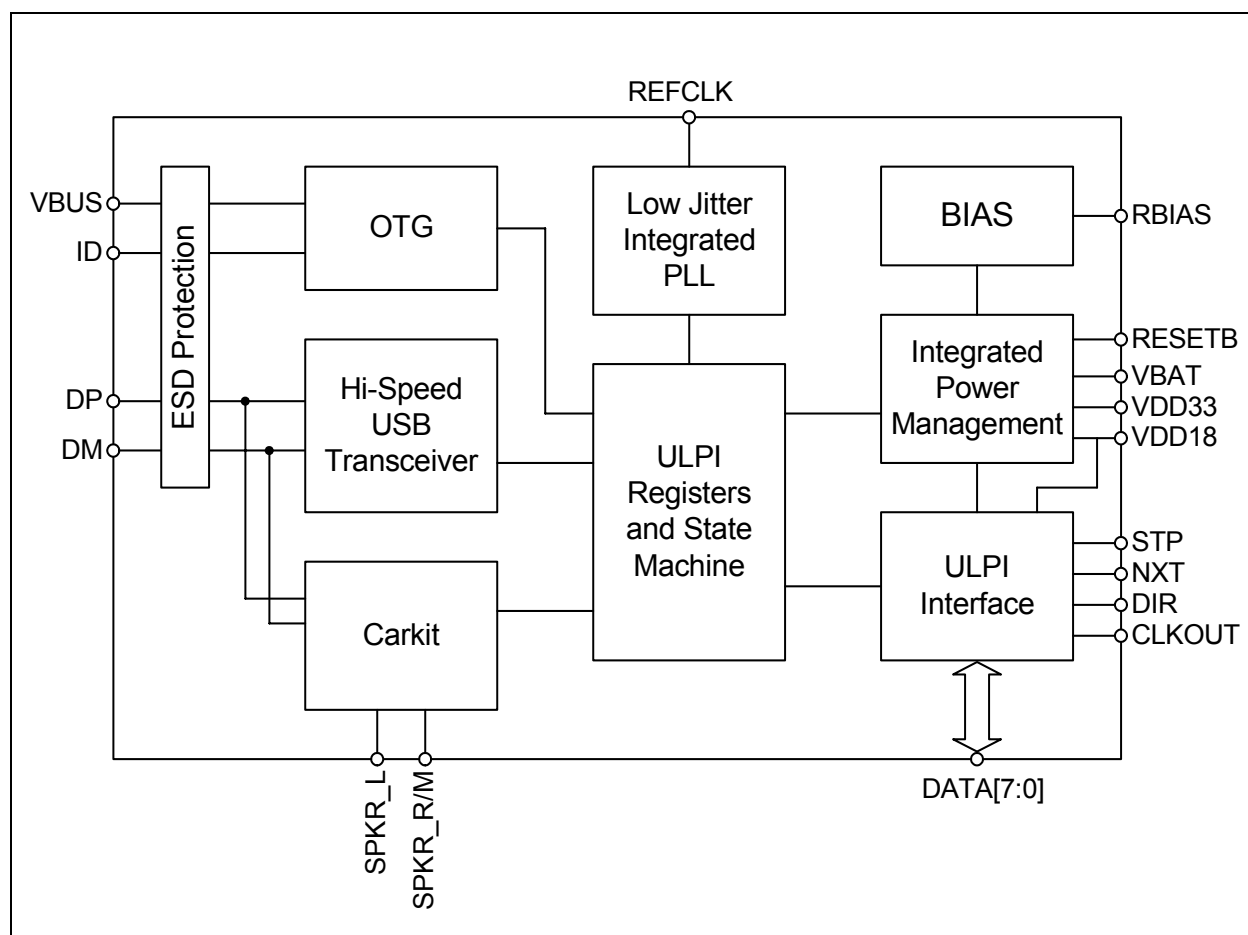 REFCLK
VBUS
ID
DP
DM
ESD Protection
OTG
Hi-Speed
USB
Transceiver
Carkit
SPKR_L
SPKR_R/M
Low Jitter
Integrated
PLL
ULPI
Registers
and State
Machine
BIAS
Integrated
Power
Management
ULPI
Interface
RBIAS
RESETB
VBAT
VDD33
VDD18
STP
NXT
DIR
CLKOUT
DATA[7:0]